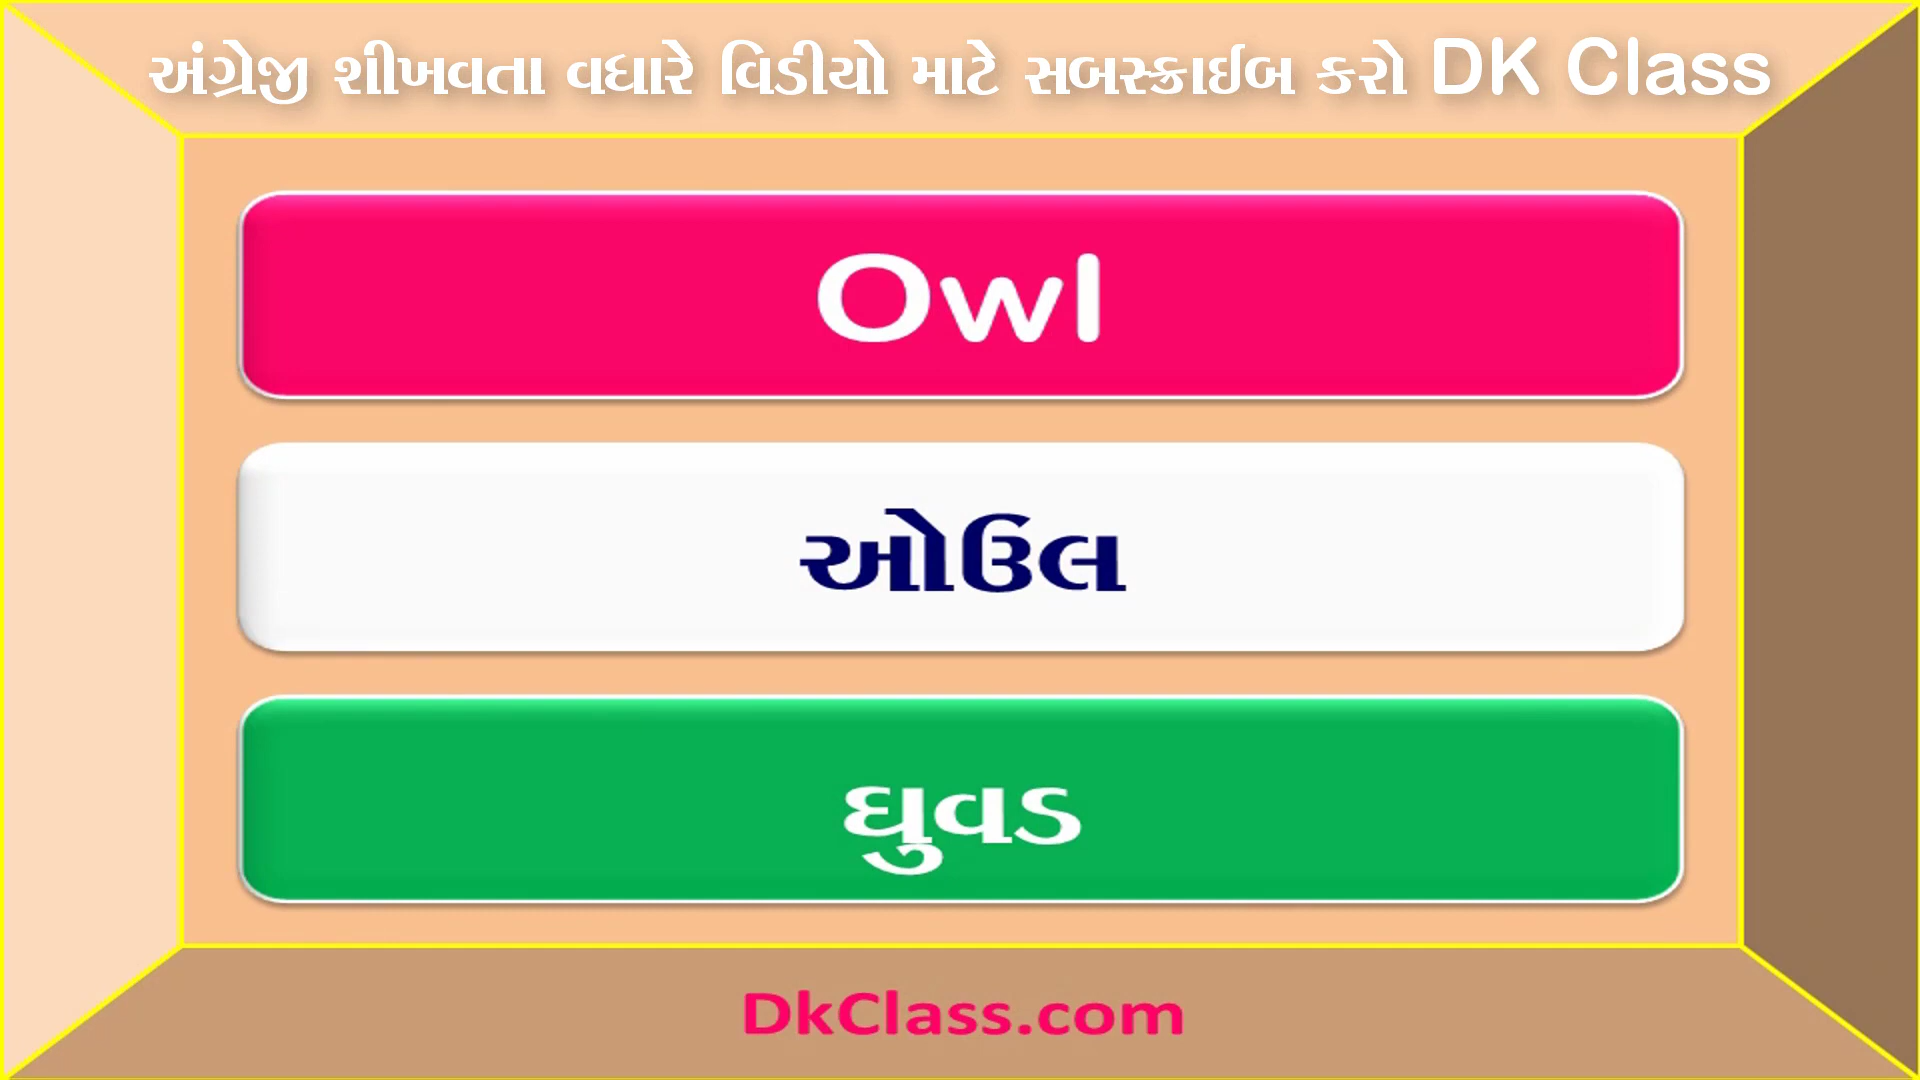 અંગ્રેજી શીખવતા વધારે વિડીયો માટે સબસ્ક્રાઈબ કરો DK Class
Owl
ઓઉલ
ઘુવડ
DkClass.com